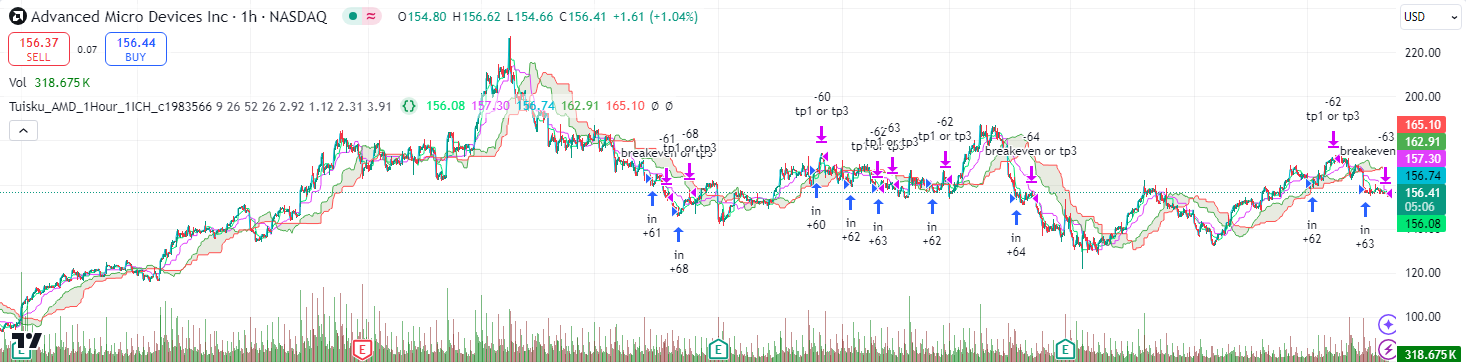 Advanced Micro Devices Inc · 1h · NASDAQ
O154.80 H156.62 L154.66 C156.41 +1.61 (+1.04%)
USD
156.37
SELL
0.07
156.44
BUY
Vol 318.675K
Tuisku_AMD_1Hour_1ICH_c1983566 9 26 52 26 2.92 1.12 2.31 3.91 {} 156.08 157.30 156.74 162.91 165.10 Ø Ø
220.00
200.00
165.10
162.91
157.30
156.74
156.41
05:06
156.08
120.00
100.00
318.675K
-61
breakeven or tp3
-68
tp1 or tp3
in
+61
in
+68
-60
tp1 or tp3
in
+60
in
+62
-62
-63
tp1 or tp3
in
+63
-62
tp1 or tp3
in
+62
-64
breakeven or tp3
in
+64
-62
tp1 or tp3
in
+62
-63
breakeven
in
+63
E
E
E
E